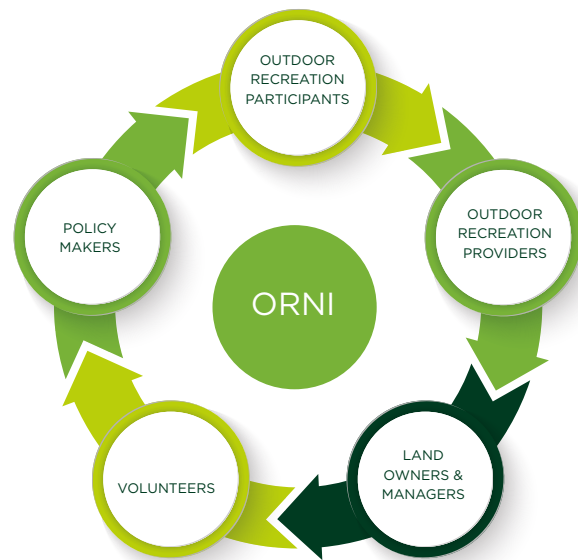 OUTDOOR
RECREATION
PARTICIPANTS
OUTDOOR
RECREATION
PROVIDERS
LAND
OWNERS &
MANAGERS
VOLUNTEERS
POLICY
MAKERS
ORNI